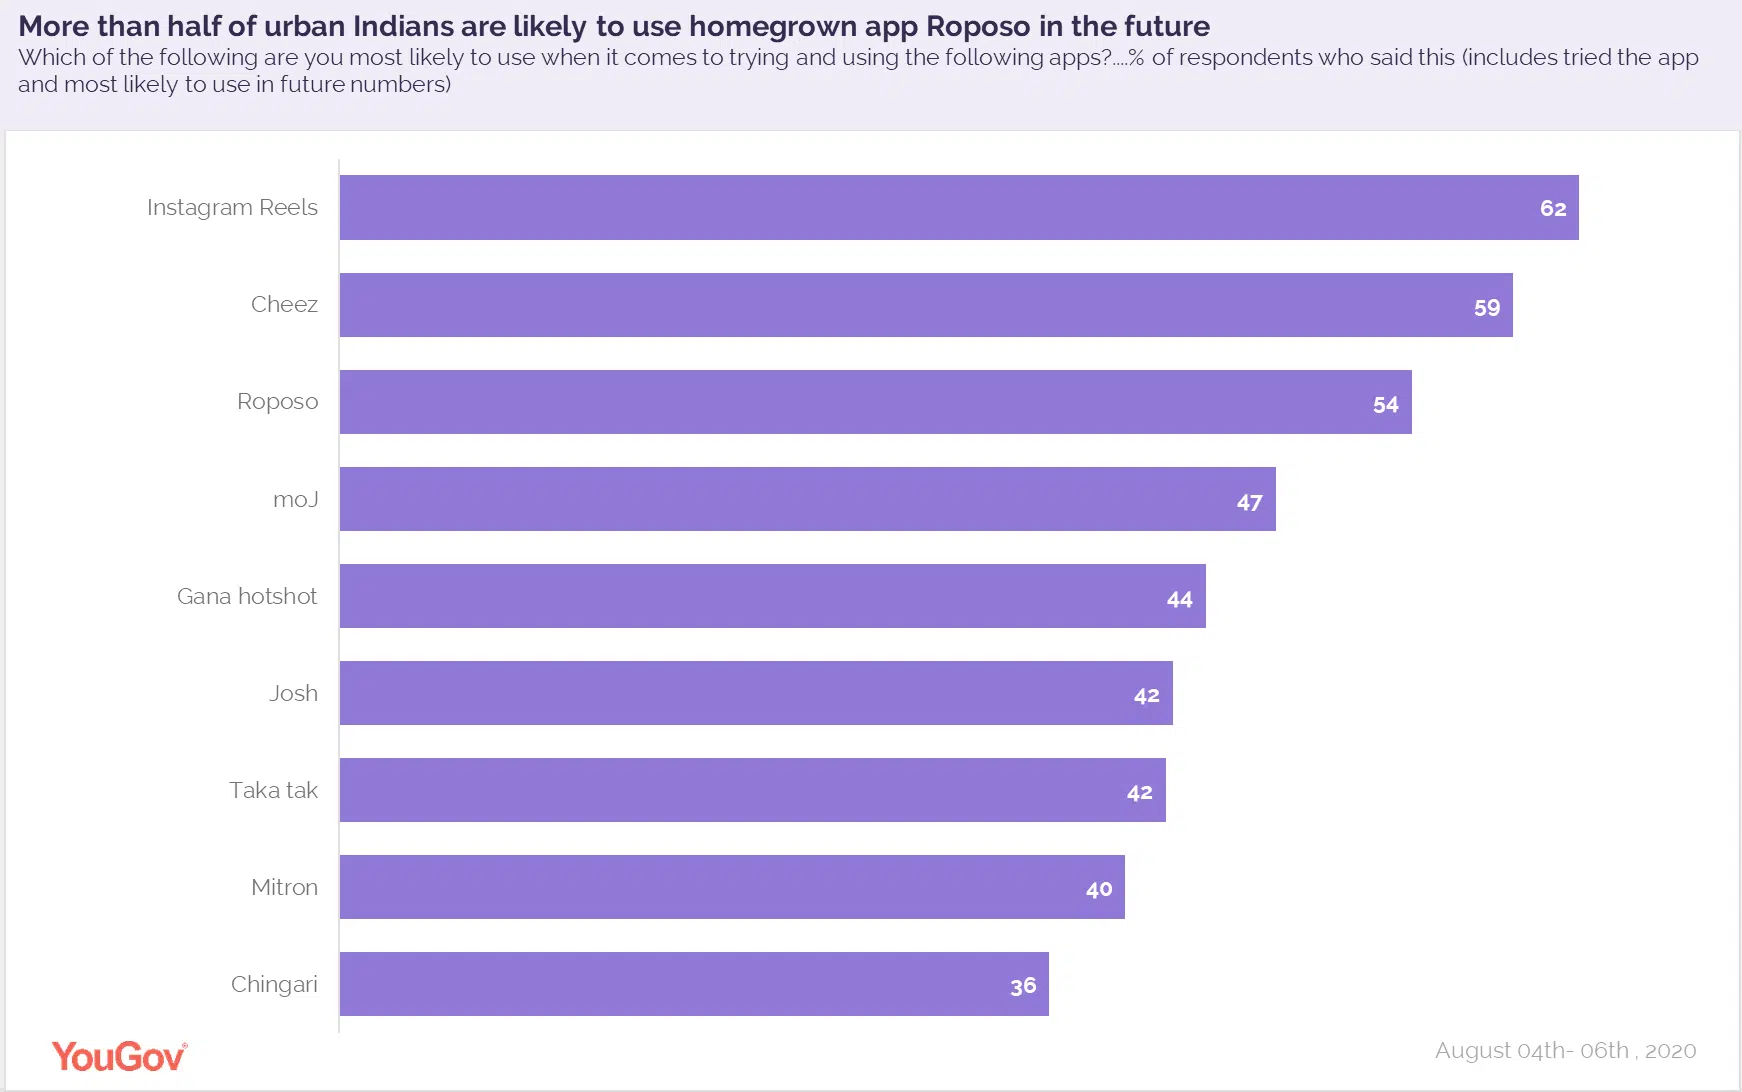 More than half of urban Indians are likely to use homegrown app Roposo in the future
Which of the following are you most likely to use when it comes to trying and using the following apps?....% of respondents who said this (includes tried the app
and most likely to use in future numbers)
Instagram Reels 62
Cheez 59
Roposo 54
moJ 47
Gana hotshot 44
Josh 42
Taka tak 42
Mitron 40
Chingari 36
YouGov®
August 04th- 06th , 2020